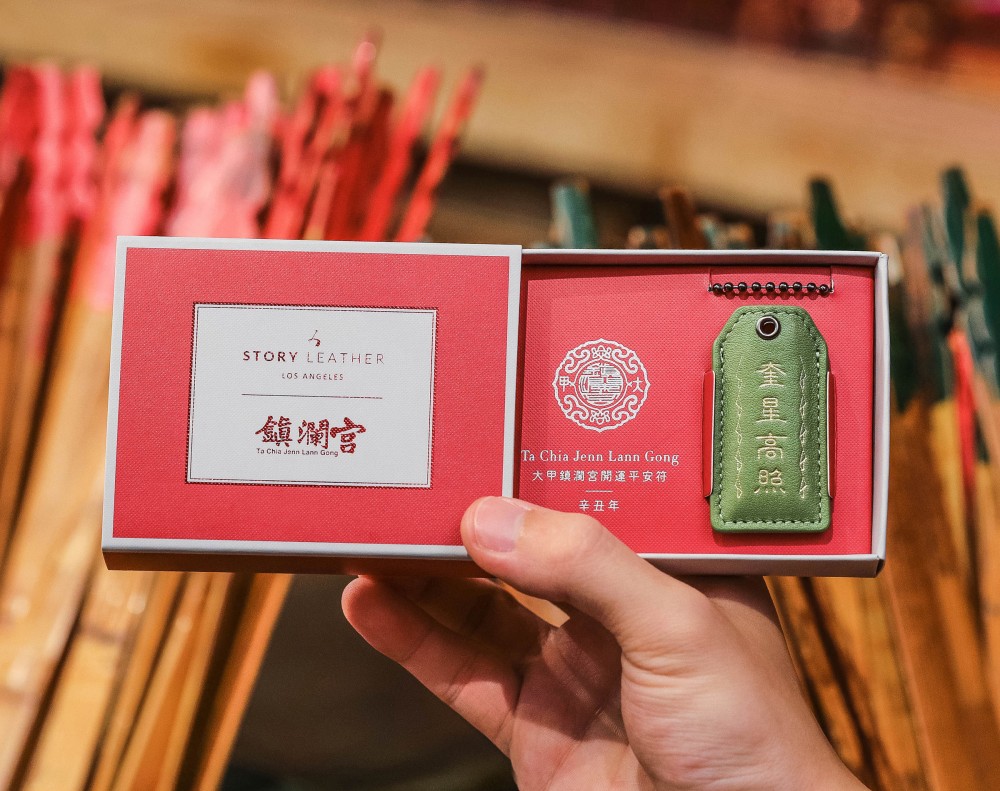 STORY LEATHER
LOS ANGELES
鎮瀾宮
Ta Chia Jenn Lann Gong
甲 大
Ta Chia Jenn Lann Gong
大甲鎮瀾宮開運平安符
辛丑年
奎星高照